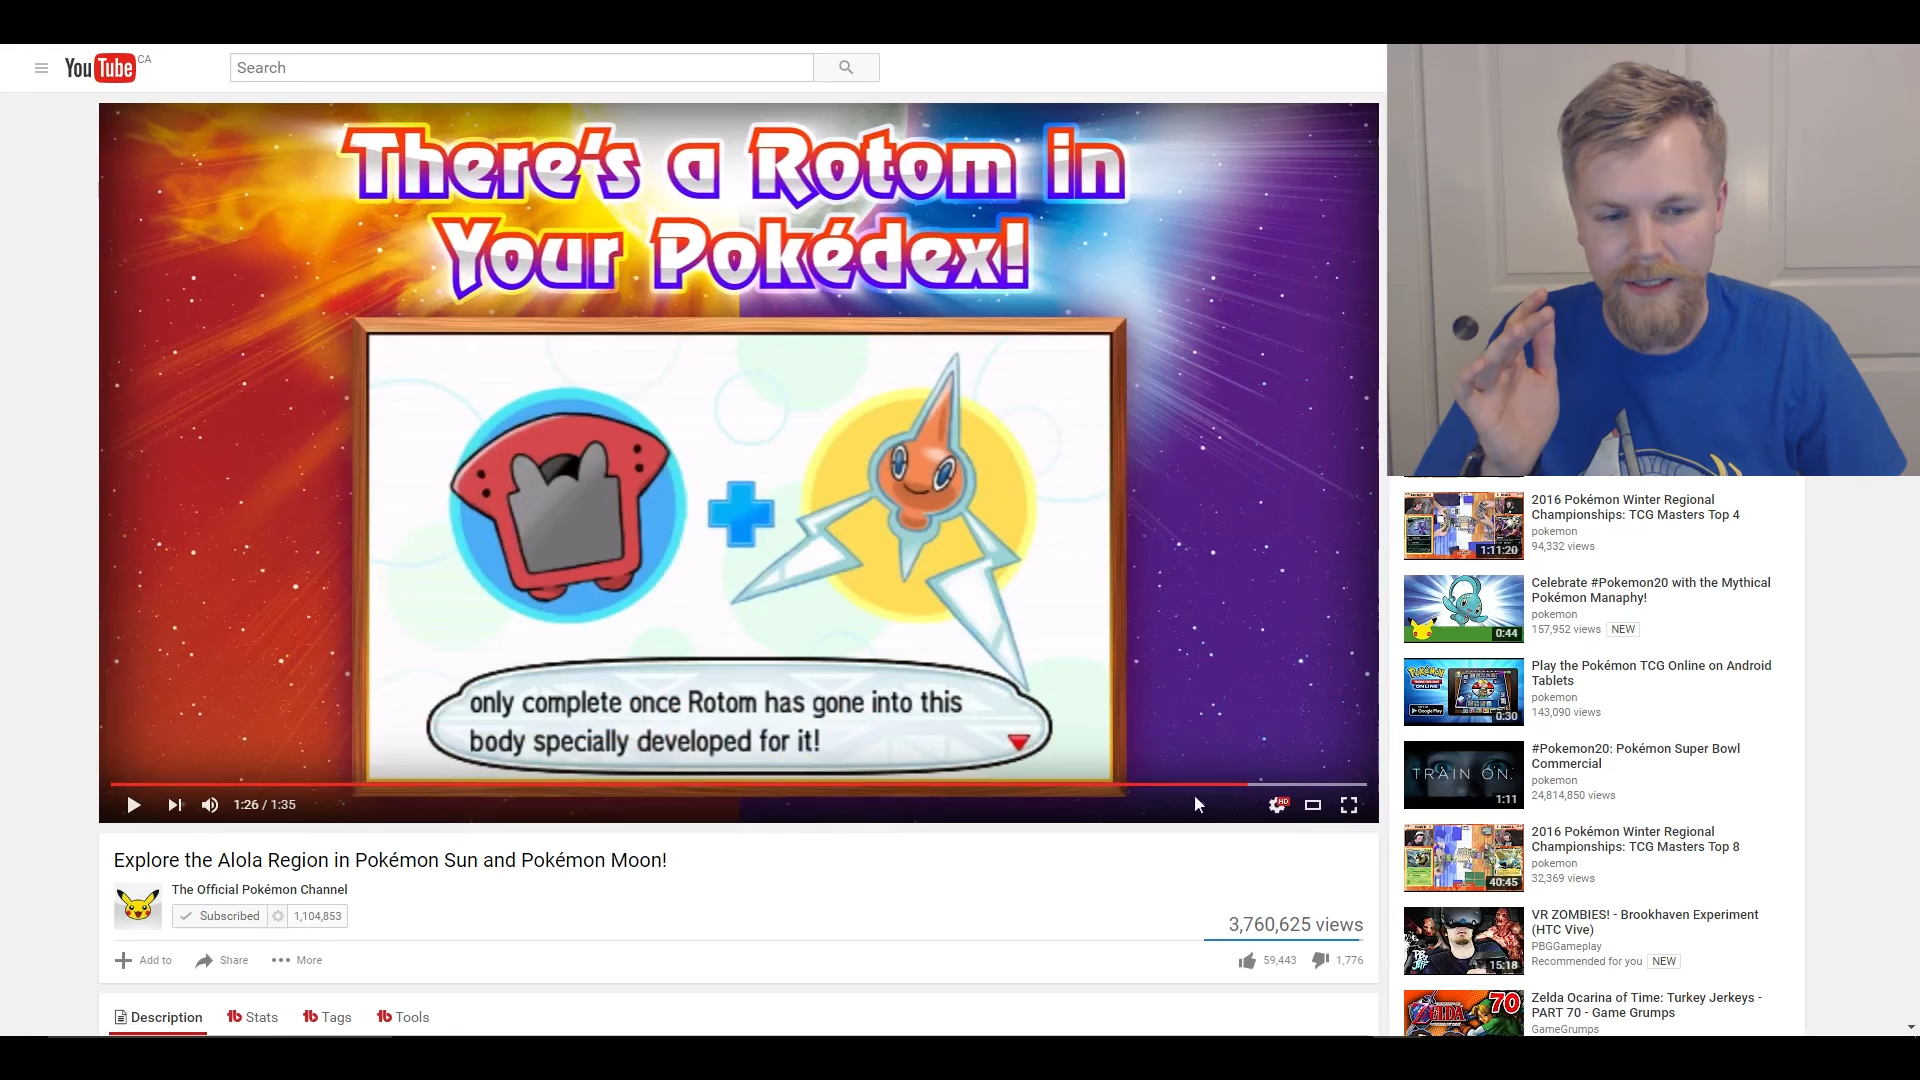 YouTube CA
Search
There's a Rotom in
Your Pokédex!
only complete once Rotom has gone into this
body specially developed for it!
1:26 / 1:35
HD
Explore the Alola Region in Pokémon Sun and Pokémon Moon!
The Official Pokémon Channel
Subscribed 1,104,853
3,760,625 views
Add to Share More
59,443 1,776
Description Stats Tags Tools
2016 Pokémon Winter Regional
Championships: TCG Masters Top 4
pokemon
94,332 views
1:11:20
Celebrate #Pokemon20 with the Mythical
Pokémon Manaphy!
pokemon
157,952 views NEW
0:44
Play the Pokémon TCG Online on Android
Tablets
pokemon
143,090 views
0:30
#Pokemon20: Pokémon Super Bowl
Commercial
pokemon
24,814,850 views
TRAIN ON.
1:11
2016 Pokémon Winter Regional
Championships: TCG Masters Top 8
pokemon
32,369 views
40:45
VR ZOMBIES! - Brookhaven Experiment
(HTC Vive)
PBGGameplay
Recommended for you NEW
15:18
Zelda Ocarina of Time: Turkey Jerkeys -
PART 70 - Game Grumps
GameGrumps
70
ZELDA